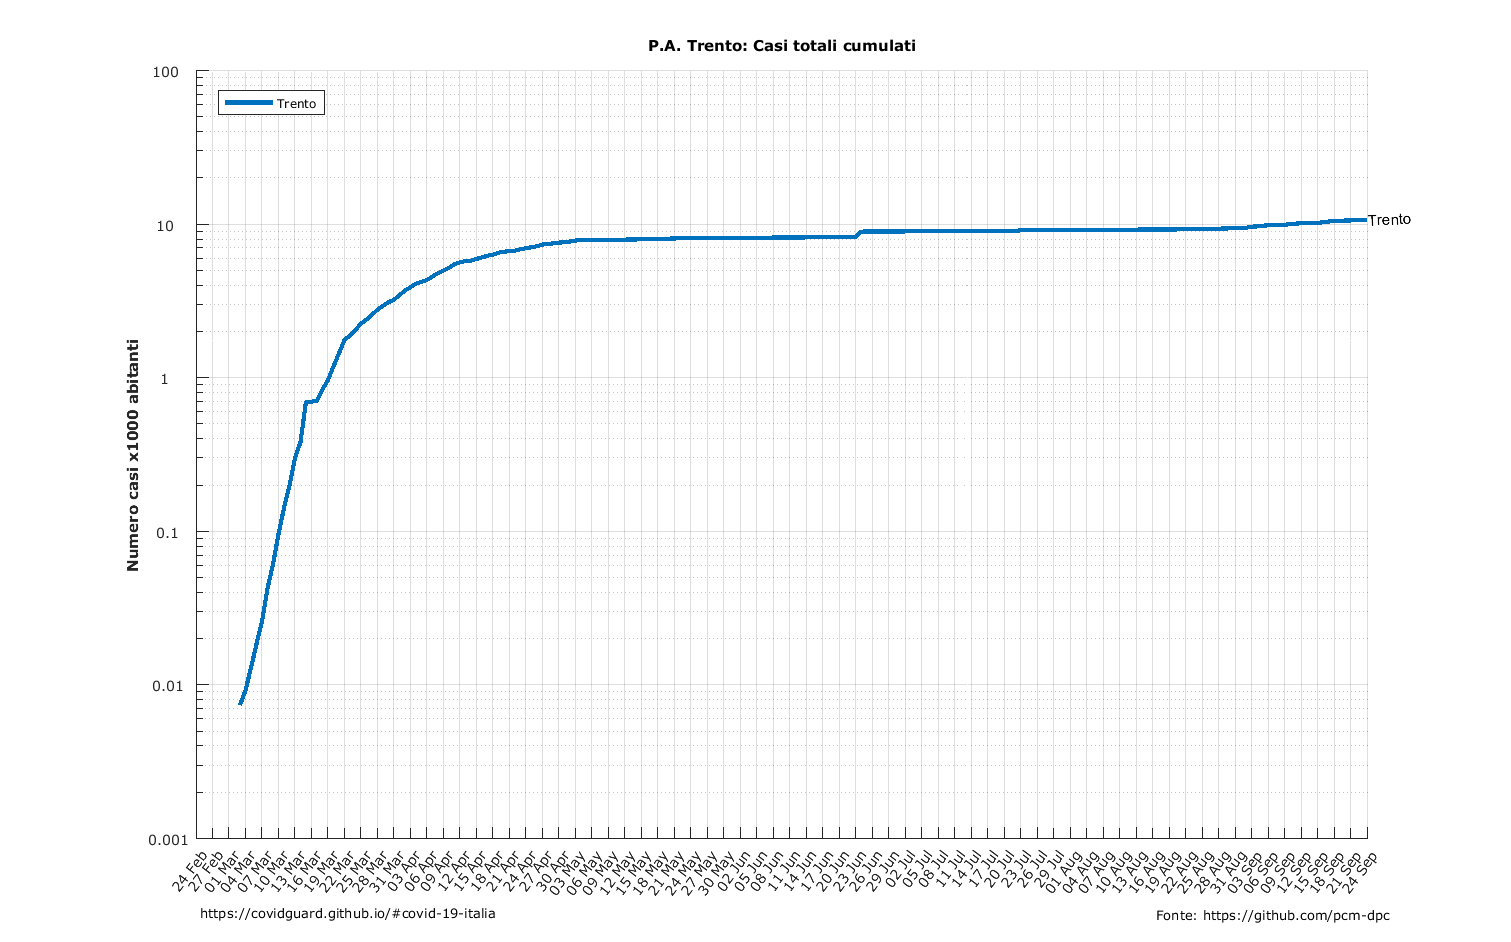 P.A. Trento: Casi totali cumulati
100
Trento
10
Trento
1
0.1
0.01
0.001
Numero casi x1000 abitanti
24 Feb
27 Feb
01 Mar
04 Mar
07 Mar
10 Mar
13 Mar
16 Mar
19 Mar
22 Mar
25 Mar
28 Mar
31 Mar
03 Apr
06 Apr
09 Apr
12 Apr
15 Apr
18 Apr
21 Apr
24 Apr
27 Apr
30 Apr
03 May
06 May
09 May
12 May
15 May
18 May
21 May
24 May
27 May
30 May
02 Jun
05 Jun
08 Jun
11 Jun
14 Jun
17 Jun
20 Jun
23 Jun
26 Jun
29 Jun
02 Jul
05 Jul
08 Jul
11 Jul
14 Jul
17 Jul
20 Jul
23 Jul
26 Jul
29 Jul
01 Aug
04 Aug
07 Aug
10 Aug
13 Aug
16 Aug
19 Aug
22 Aug
25 Aug
28 Aug
31 Aug
03 Sep
06 Sep
09 Sep
12 Sep
15 Sep
18 Sep
21 Sep
24 Sep
https://covidguard.github.io/#covid-19-italia
Fonte: https://github.com/pcm-dpc